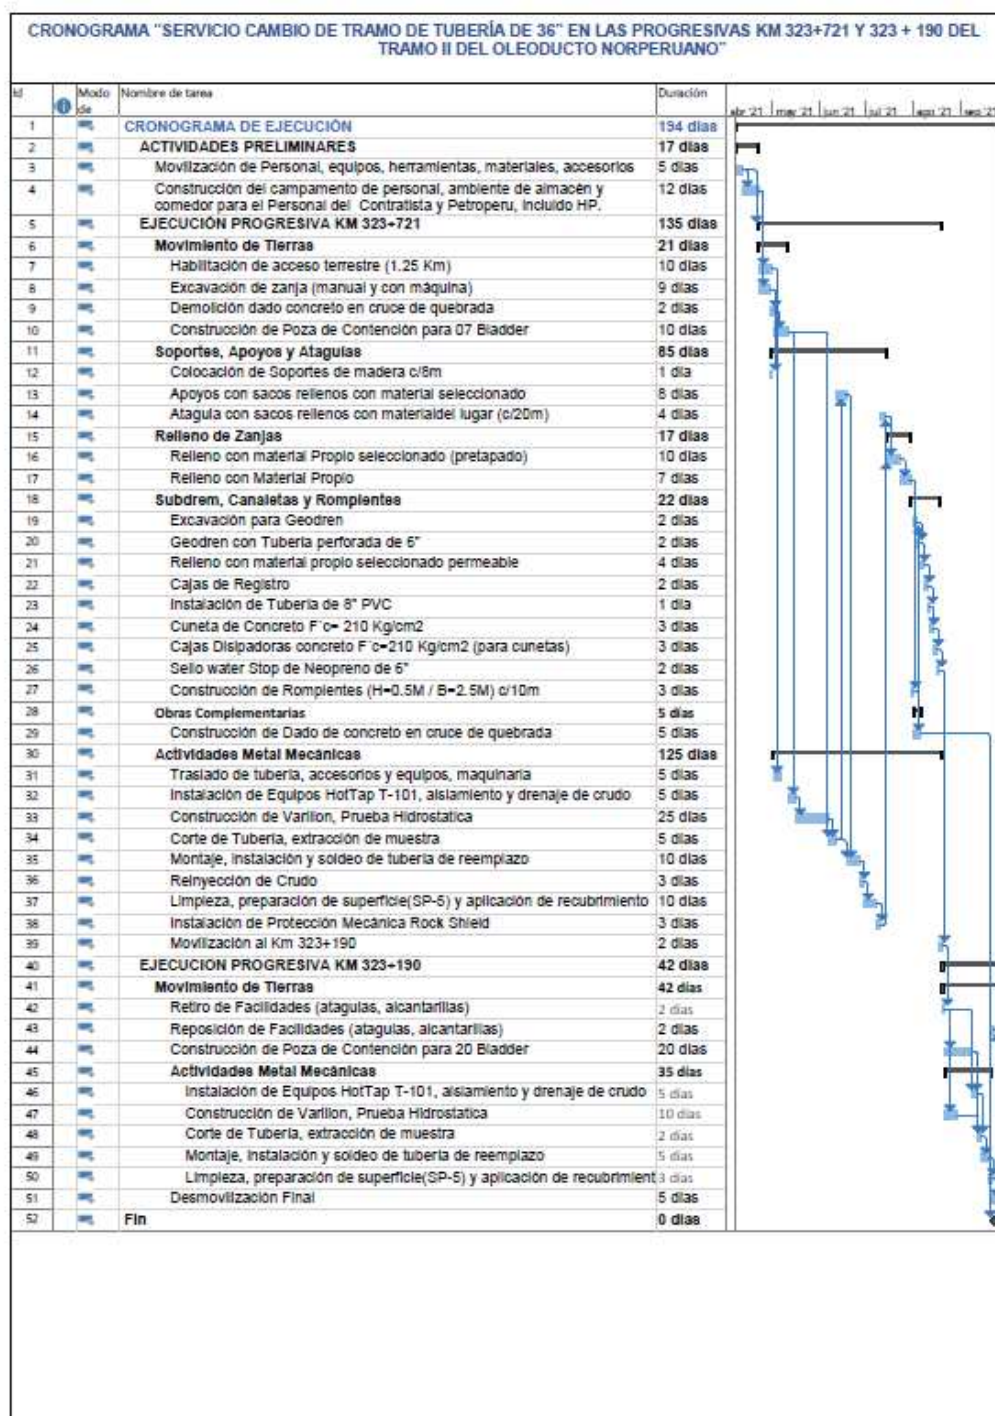 CRONOGRAMA "SERVICIO CAMBIO DE TRAMO DE TUBERÍA DE 36" EN LAS PROGRESIVAS KM 323+721 Y 323 + 190 DEL
TRAMO II DEL OLEODUCTO NORPERUANO"
Id Modo de Nombre de tarea Duración abr '21 may '21 jun '21 jul '21 ago '21 sep '21
1 CRONOGRAMA DE EJECUCIÓN 194 días
2 ACTIVIDADES PRELIMINARES 17 días
3 Movilización de Personal, equipos, herramientas, materiales, accesorios 5 días
4 Construcción del campamento de personal, ambiente de almacén y 12 días
comedor para el Personal del Contratista y Petroperu, incluido HP.
5 EJECUCIÓN PROGRESIVA KM 323+721 135 días
6 Movimiento de Tierras 21 días
7 Habilitación de acceso terrestre (1.25 Km) 10 días
8 Excavación de zanja (manual y con máquina) 9 días
9 Demolición dado concreto en cruce de quebrada 2 días
10 Construcción de Poza de Contención para 07 Bladder 10 días
11 Soportes, Apoyos y Ataguias 85 días
12 Colocación de Soportes de madera c/6m 1 día
13 Apoyos con sacos rellenos con material seleccionado 8 días
14 Ataguia con sacos rellenos con materialdel lugar (c/20m) 4 días
15 Relleno de Zanjas 17 días
16 Relleno con material Propio seleccionado (pretapado) 10 días
17 Relleno con Material Propio 7 días
18 Subdrem, Canaletas y Rompientes 22 días
19 Excavación para Geodren 2 días
20 Geodren con Tubería perforada de 6" 2 días
21 Relleno con material propio seleccionado permeable 4 días
22 Cajas de Registro 2 días
23 Instalación de Tubería de 8" PVC 1 día
24 Cuneta de Concreto F´c= 210 Kg/cm2 3 días
25 Cajas Disipadoras concreto F´c=210 Kg/cm2 (para cunetas) 3 días
26 Sello water Stop de Neopreno de 6" 2 días
27 Construcción de Rompientes (H=0.5M / B=2.5M) c/10m 3 días
28 Obras Complementarias 5 días
29 Construcción de Dado de concreto en cruce de quebrada 5 días
30 Actividades Metal Mecánicas 125 días
31 Traslado de tubería, accesorios y equipos, maquinaria 5 días
32 Instalación de Equipos HotTap T-101, aislamiento y drenaje de crudo 5 días
33 Construcción de Varillon, Prueba Hidrostatica 25 días
34 Corte de Tubería, extracción de muestra 5 días
35 Montaje, instalación y soldeo de tuberia de reemplazo 10 días
36 Reinyección de Crudo 3 días
37 Limpieza, preparación de superficie(SP-5) y aplicación de recubrimiento 10 días
38 Instalación de Protección Mecánica Rock Shield 3 días
39 Movilización al Km 323+190 2 días
40 EJECUCION PROGRESIVA KM 323+190 42 días
41 Movimiento de Tierras 42 días
42 Retiro de Facilidades (ataguias, alcantarillas) 2 días
43 Reposición de Facilidades (ataguias, alcantarillas) 2 días
44 Construcción de Poza de Contención para 20 Bladder 20 días
45 Actividades Metal Mecánicas 35 días
46 Instalación de Equipos HotTap T-101, aislamiento y drenaje de crudo 5 días
47 Construcción de Varillon, Prueba Hidrostatica 10 días
48 Corte de Tubería, extracción de muestra 2 días
49 Montaje, instalación y soldeo de tuberia de reemplazo 5 días
50 Limpieza, preparación de superficie(SP-5) y aplicación de recubrimient 3 días
51 Desmovilización Final 5 días
52 Fin 0 días